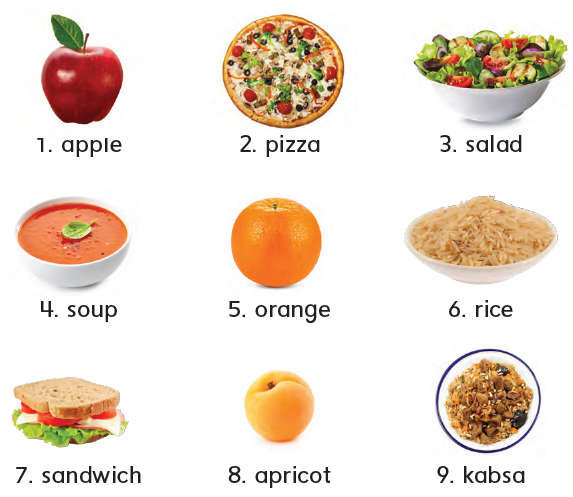 1. apple
2. pizza
3. salad
4. soup
5. orange
6. rice
7. sandwich
8. apricot
9. kabsa